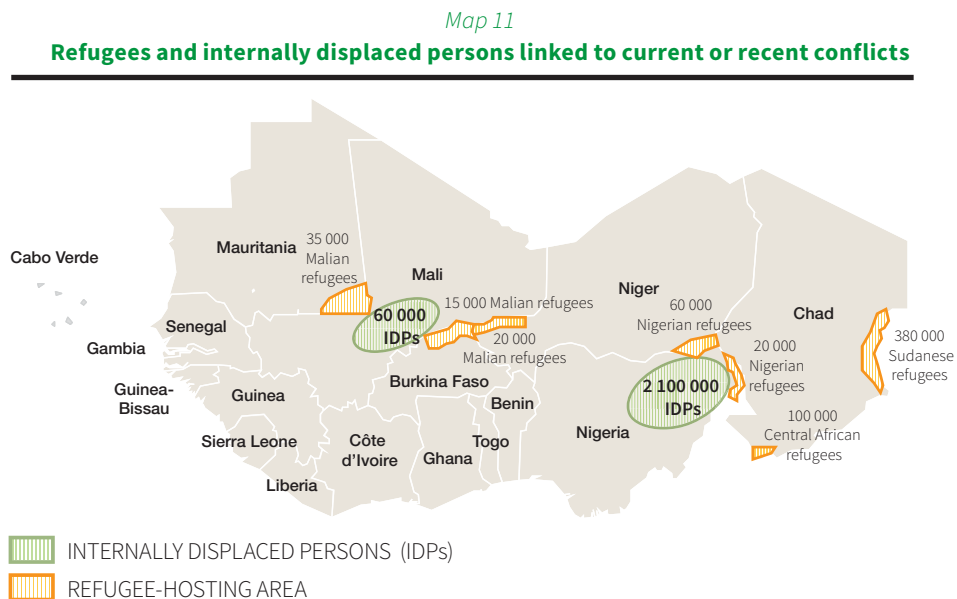 Map 11
Refugees and internally displaced persons linked to current or recent conflicts
Cabo Verde
Mauritania
35 000
Malian
refugees
Mali
60 000
IDPs
15 000 Malian refugees
20 000
Malian refugees
Niger
60 000
Nigerian refugees
Chad
20 000
Nigerian
refugees
380 000
Sudanese
refugees
Senegal
Gambia
Guinea-
Bissau
Guinea
Sierra Leone
Liberia
Côte
d’Ivoire
Burkina Faso
Ghana
Togo
Benin
Nigeria
2 100 000
IDPs
100 000
Central African
refugees
INTERNALLY DISPLACED PERSONS (IDPs)
REFUGEE-HOSTING AREA